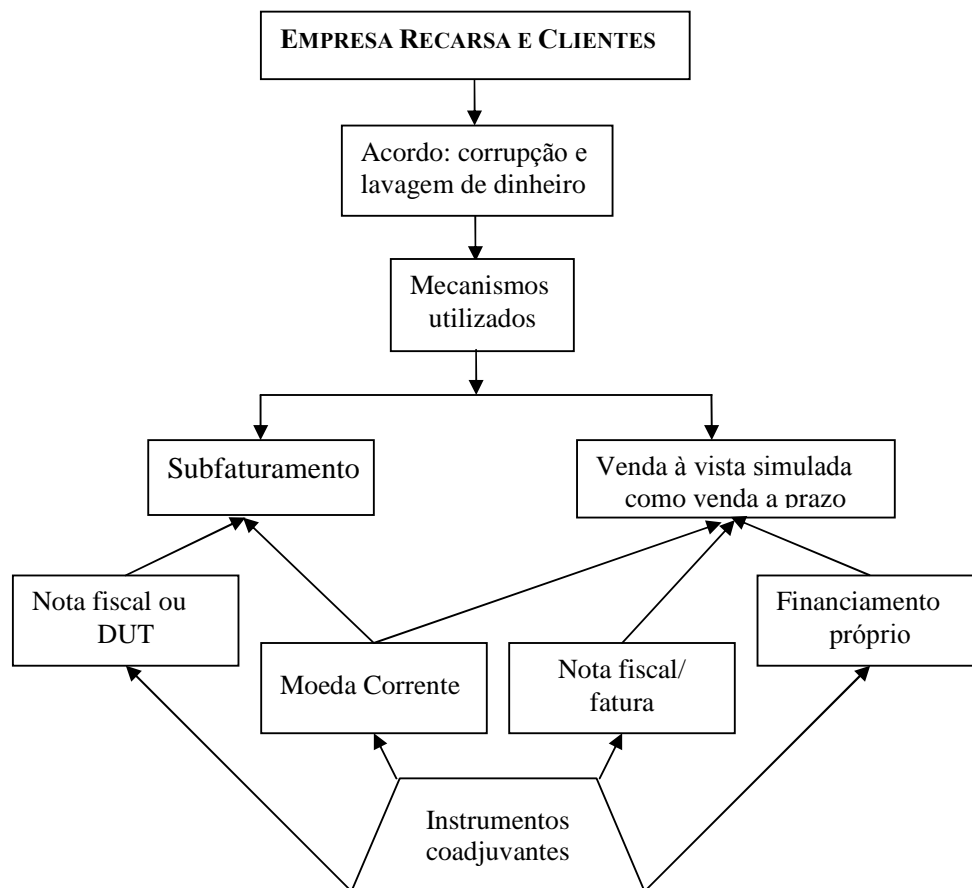 EMPRESA RECARSA E CLIENTES
Acordo: corrupção e
lavagem de dinheiro
Mecanismos
utilizados
Subfaturamento
Venda à vista simulada
como venda a prazo
Nota fiscal ou
DUT
Moeda Corrente
Nota fiscal/
fatura
Financiamento
próprio
Instrumentos
coadjuvantes